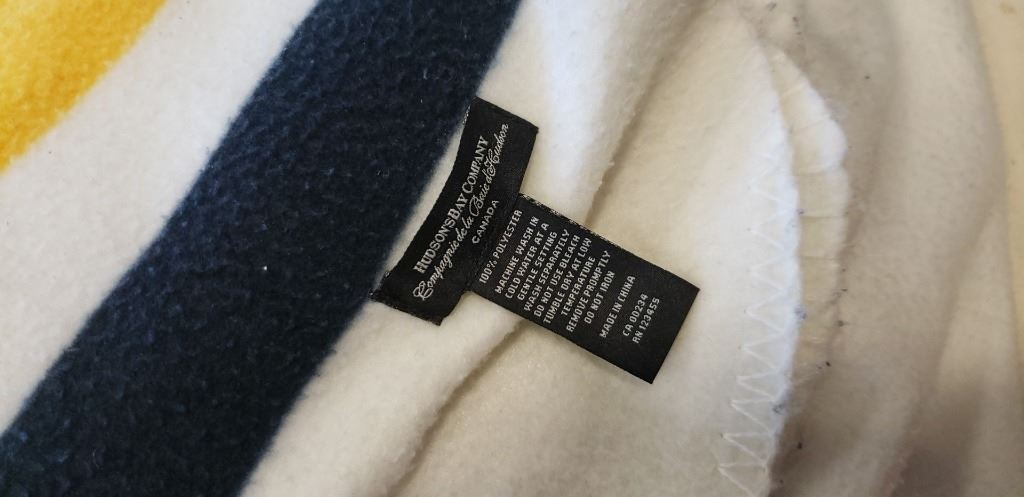 HUDSON'S BAY COMPANY
Compagnie de la Baie d'Hudson
CANADA
100% POLYESTER
MACHINE WASH IN
COLD WATER AT A
GENTLE SETTING
WASH SEPARATELY
DO NOT USE BLEACH
TUMBLE DRY AT LOW
TEMPERATURE
REMOVE PROMPTLY
DO NOT IRON
MADE IN CHINA
CA 00234
RN 123455